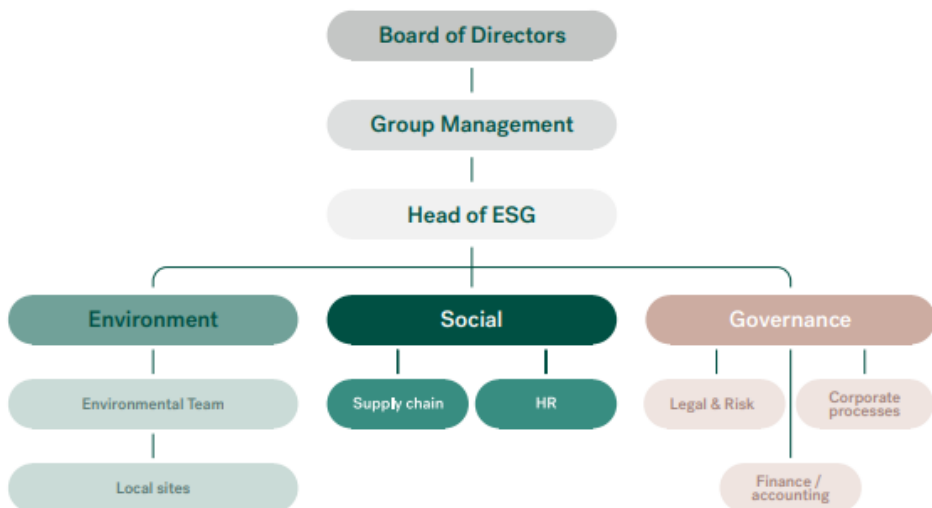 Board of Directors
Group Management
Head of ESG
Environment
Social
Governance
Environmental Team
Supply chain
HR
Legal & Risk
Corporate
processes
Local sites
Finance /
accounting